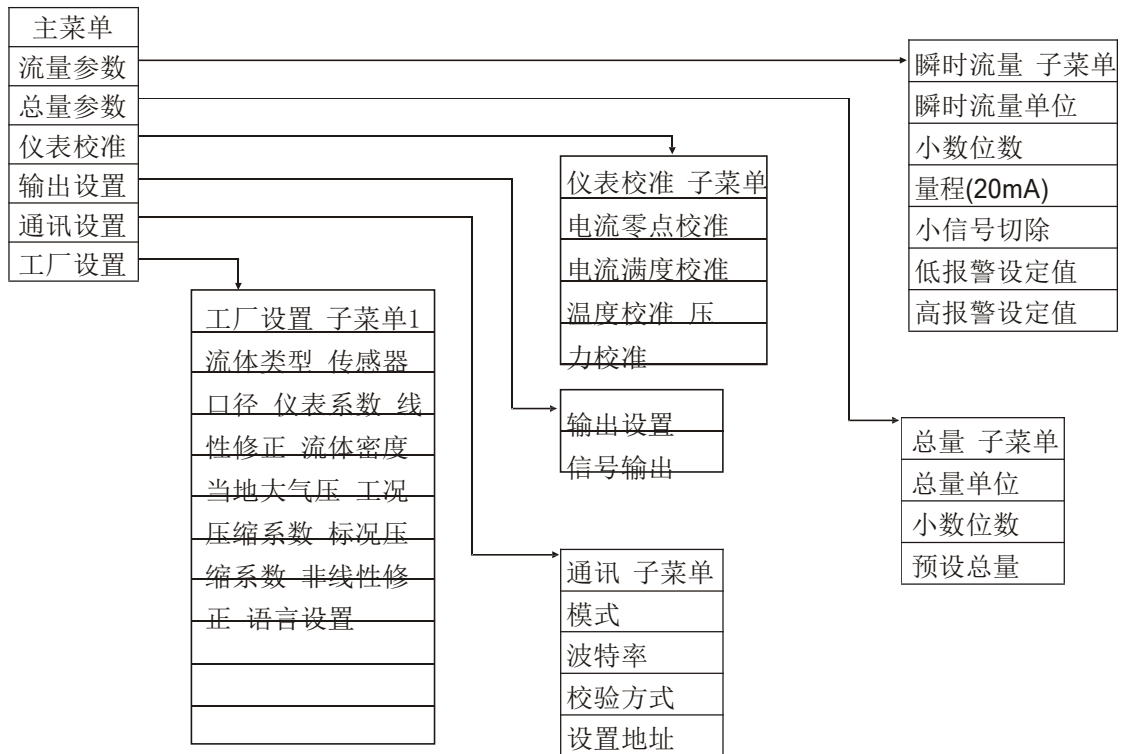 主菜单
流量参数
总量参数
仪表校准
输出设置
通讯设置
工厂设置
瞬时流量 子菜单
瞬时流量单位
小数位数
量程(20mA)
小信号切除
低报警设定值
高报警设定值
仪表校准 子菜单
电流零点校准
电流满度校准
温度校准 压
力校准
工厂设置 子菜单1
流体类型 传感器
口径 仪表系数 线
性修正 流体密度
当地大气压 工况
压缩系数 标况压
缩系数 非线性修
正 语言设置
输出设置
信号输出
总量 子菜单
总量单位
小数位数
预设总量
通讯 子菜单
模式
波特率
校验方式
设置地址